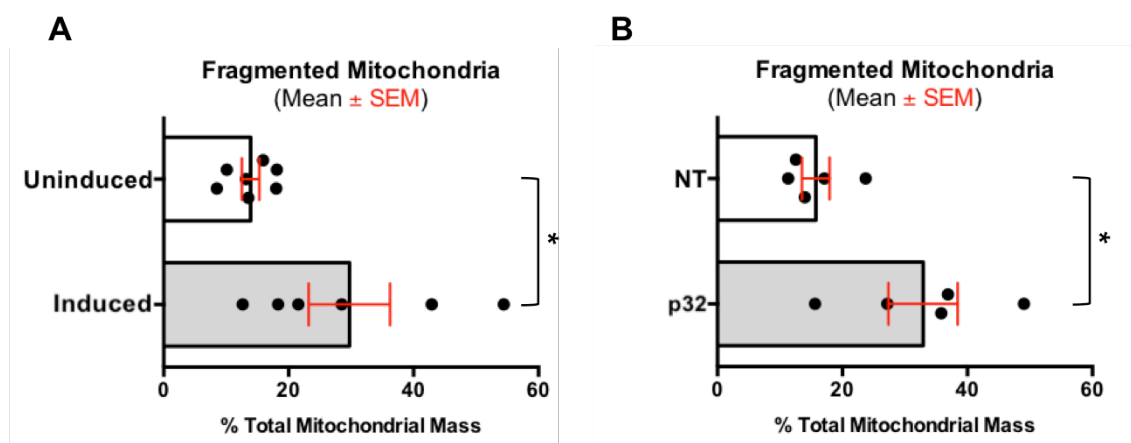 A
Fragmented Mitochondria
(Mean ± SEM)
Uninduced
Induced
*
0 20 40 60
% Total Mitochondrial Mass
B
Fragmented Mitochondria
(Mean ± SEM)
NT
p32
*
0 20 40 60
% Total Mitochondrial Mass